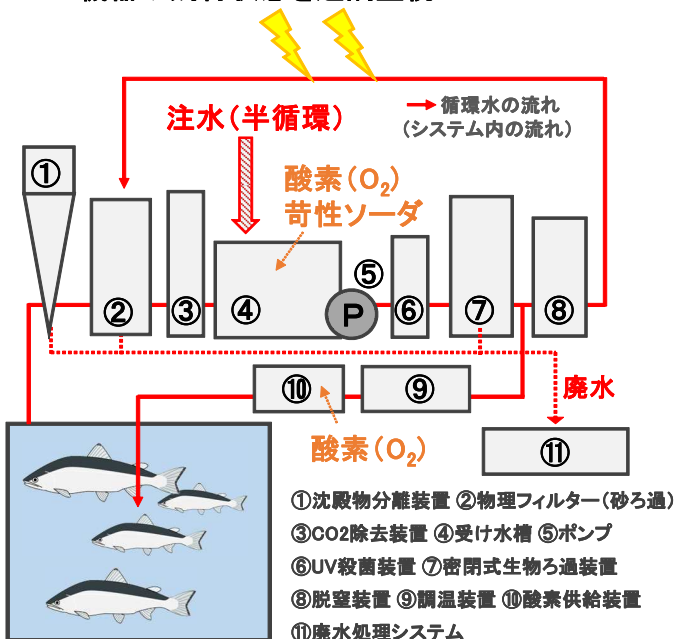 注水（半循環）
→ 循環水の流れ
（システム内の流れ）
酸素（O₂）
苛性ソーダ
①
②
③
④
⑤
P
⑥
⑦
⑧
⑩
⑨
廃水
酸素（O₂）
⑪
①沈殿物分離装置 ②物理フィルター（砂ろ過）
③CO2除去装置 ④受け水槽 ⑤ポンプ
⑥UV殺菌装置 ⑦密閉式生物ろ過装置
⑧脱窒装置 ⑨調温装置 ⑩酸素供給装置
⑪廃水処理システム